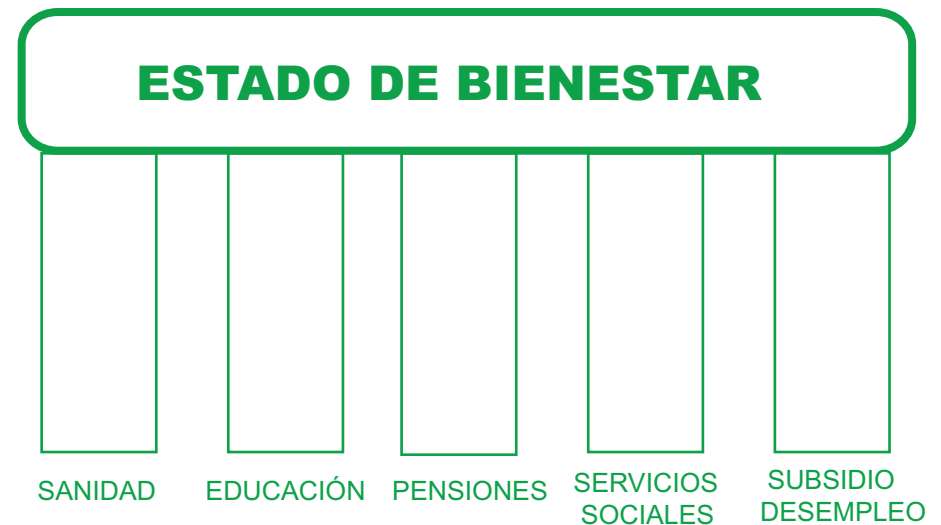 ESTADO DE BIENESTAR
SANIDAD
EDUCACIÓN
PENSIONES
SERVICIOS
SOCIALES
SUBSIDIO
DESEMPLEO